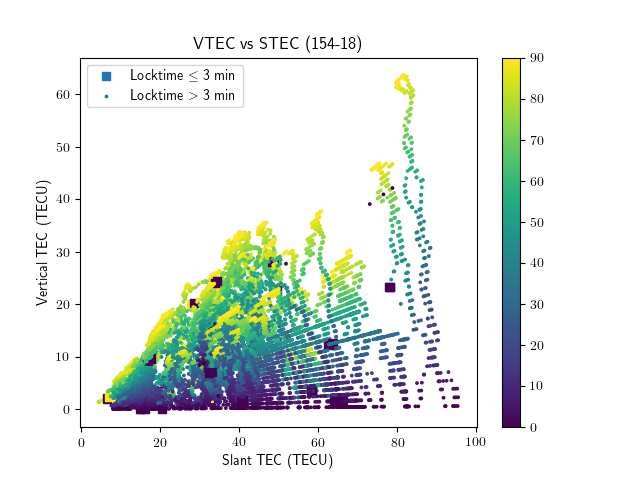 VTEC vs STEC (154-18)
Locktime ≤ 3 min
Locktime > 3 min
Vertical TEC (TECU)
60
50
40
30
20
10
0
0 20 40 60 80 100
Slant TEC (TECU)
90
80
70
60
50
40
30
20
10
0